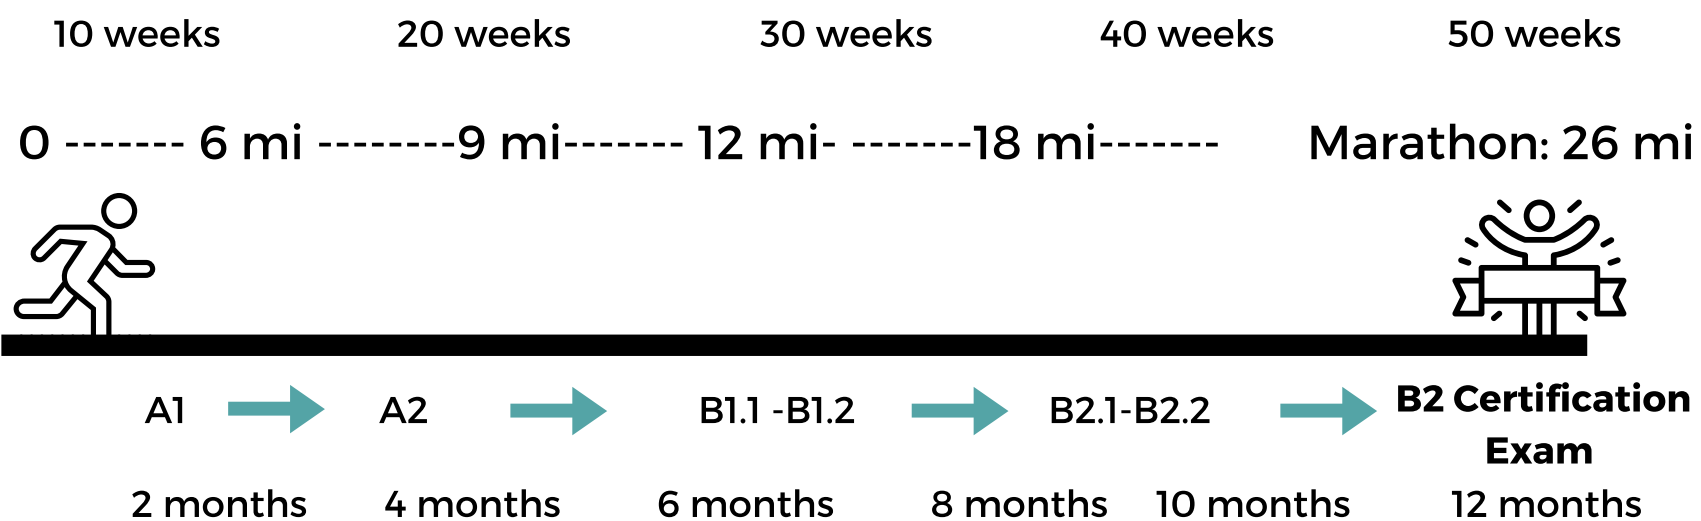 10 weeks 20 weeks 30 weeks 40 weeks 50 weeks
0 ------- 6 mi --------9 mi------- 12 mi- -------18 mi------- Marathon: 26 mi
A1 A2 B1.1 -B1.2 B2.1-B2.2 B2 Certification
Exam
2 months 4 months 6 months 8 months 10 months 12 months